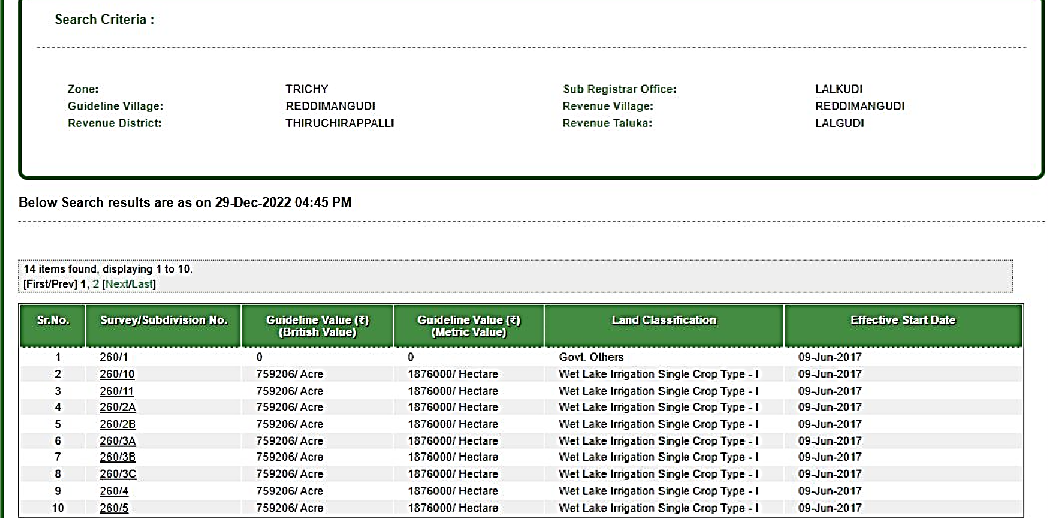 Search Criteria :
Zone: TRICHY Sub Registrar Office: LALKUDI
Guideline Village: REDDIMANGUDI Revenue Village: REDDIMANGUDI
Revenue District: THIRUCHIRAPPALLI Revenue Taluka: LALGUDI
Below Search results are as on 29-Dec-2022 04:45 PM
14 items found, displaying 1 to 10.
[First/Prev] 1, 2 [Next/Last]
Sr.No. Survey/Subdivision No. Guideline Value (₹) (British Value) Guideline Value (₹) (Metric Value) Land Classification Effective Start Date
1 260/1 0 0 Govt. Others 09-Jun-2017
2 260/10 759206/ Acre 1876000/ Hectare Wet Lake Irrigation Single Crop Type - I 09-Jun-2017
3 260/11 759206/ Acre 1876000/ Hectare Wet Lake Irrigation Single Crop Type - I 09-Jun-2017
4 260/2A 759206/ Acre 1876000/ Hectare Wet Lake Irrigation Single Crop Type - I 09-Jun-2017
5 260/2B 759206/ Acre 1876000/ Hectare Wet Lake Irrigation Single Crop Type - I 09-Jun-2017
6 260/3A 759206/ Acre 1876000/ Hectare Wet Lake Irrigation Single Crop Type - I 09-Jun-2017
7 260/3B 759206/ Acre 1876000/ Hectare Wet Lake Irrigation Single Crop Type - I 09-Jun-2017
8 260/3C 759206/ Acre 1876000/ Hectare Wet Lake Irrigation Single Crop Type - I 09-Jun-2017
9 260/4 759206/ Acre 1876000/ Hectare Wet Lake Irrigation Single Crop Type - I 09-Jun-2017
10 260/5 759206/ Acre 1876000/ Hectare Wet Lake Irrigation Single Crop Type - I 09-Jun-2017